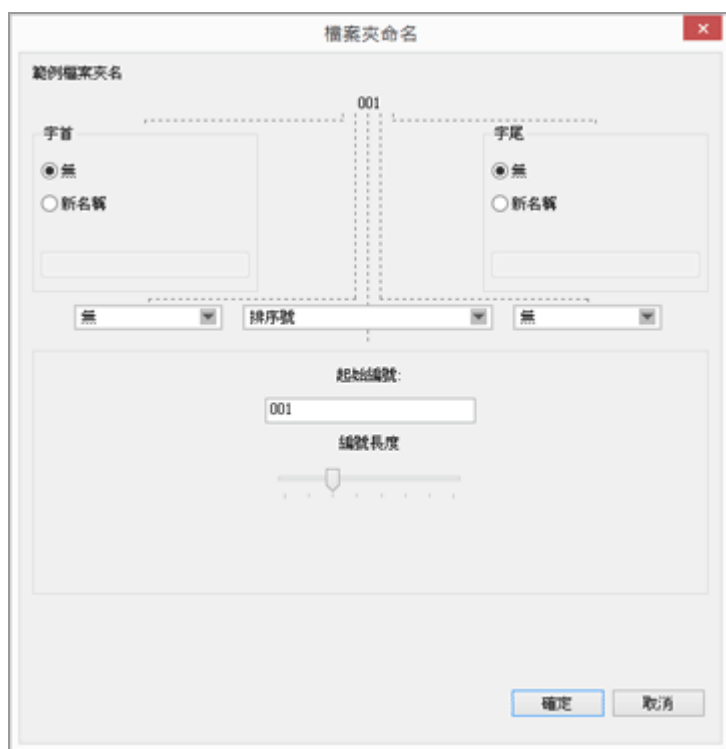 檔案夾命名
範例檔案夾名
001
字首
字尾
無
無
新名稱
新名稱
無
排序號
無
起始編號:
001
編號長度
確定
取消